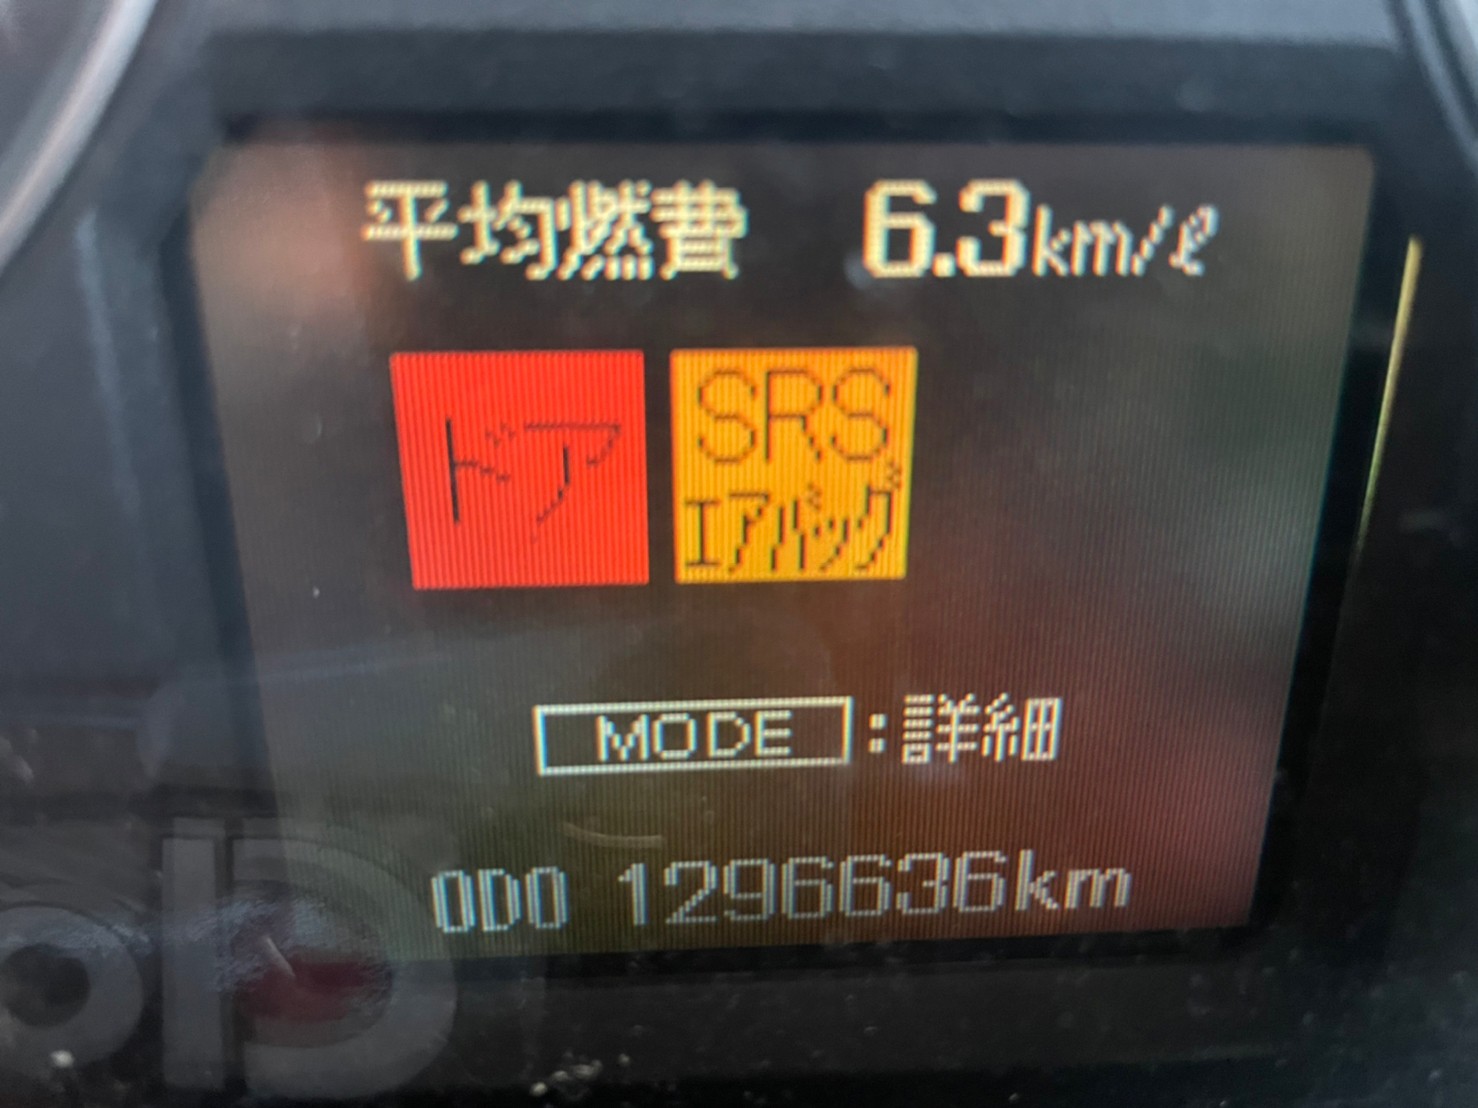 平均燃費 6.3km/ℓ
ドア
SRS
エアバッグ
MODE:詳細
ODO 1296636km